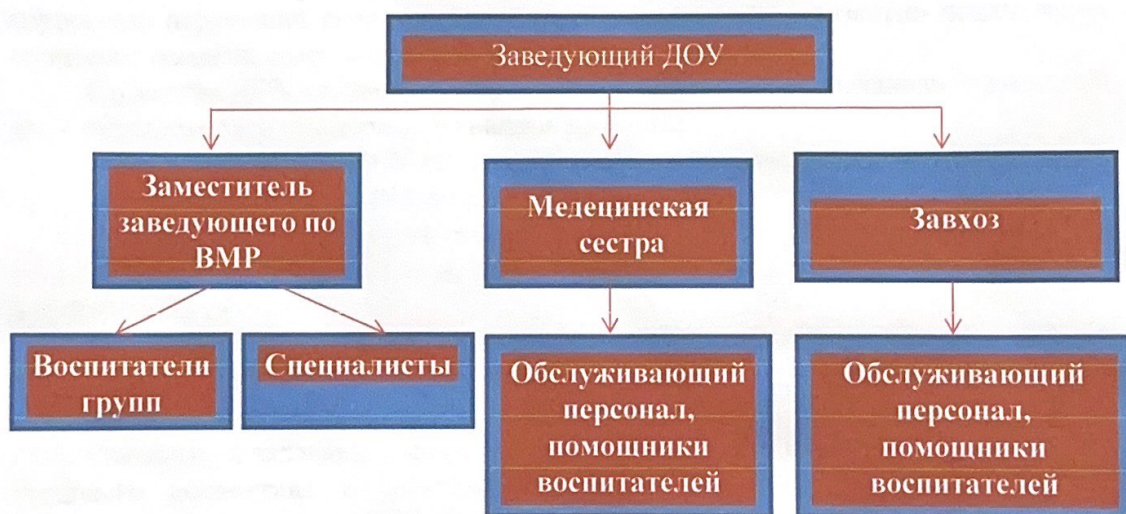 Заведующий ДОУ
Заместитель
заведующего по
ВМР
Медецинская
сестра
Завхоз
Воспитатели
групп
Специалисты
Обслуживающий
персонал,
помощники
воспитателей
Обслуживающий
персонал,
помощники
воспитателей